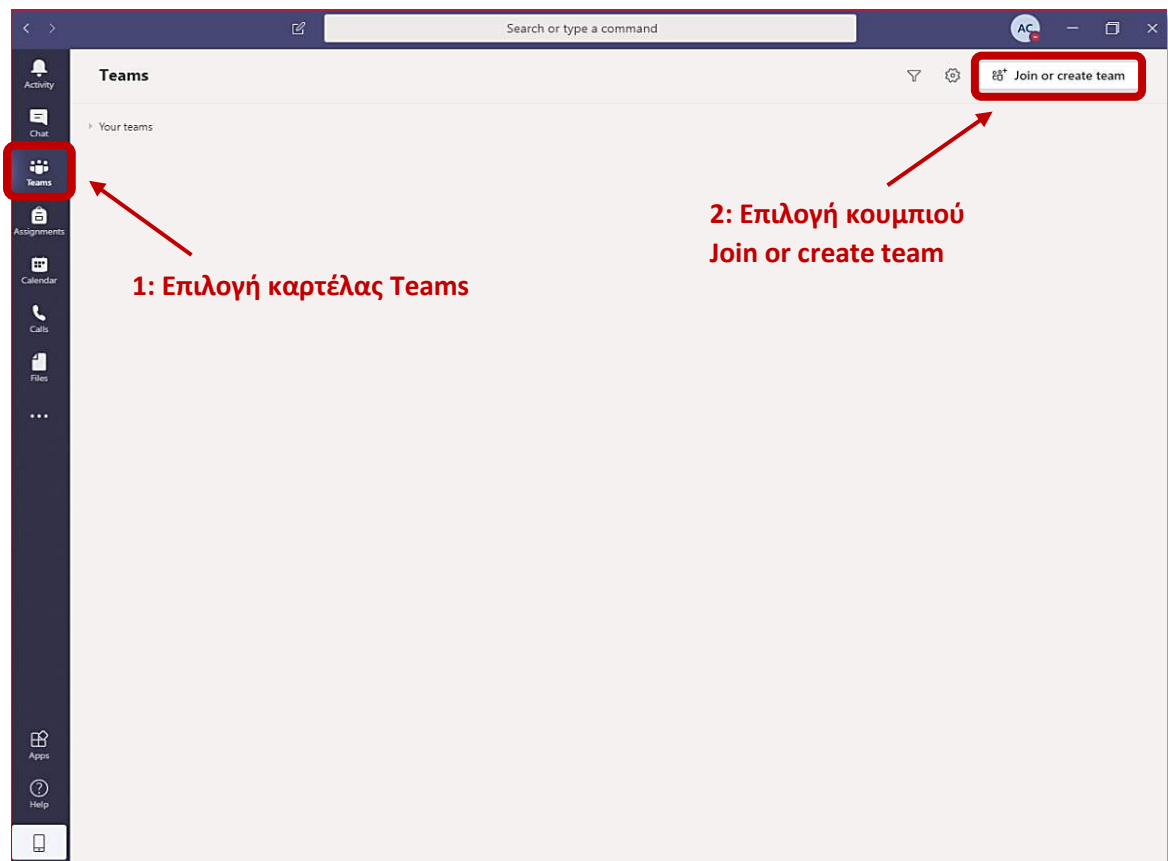 Search or type a command
AC
Activity
Teams
Join or create team
Chat
Your teams
Teams
Assignments
Calendar
Calls
Files
2: Επιλογή κουμπιού
Join or create team
1: Επιλογή καρτέλας Teams
Apps
Help